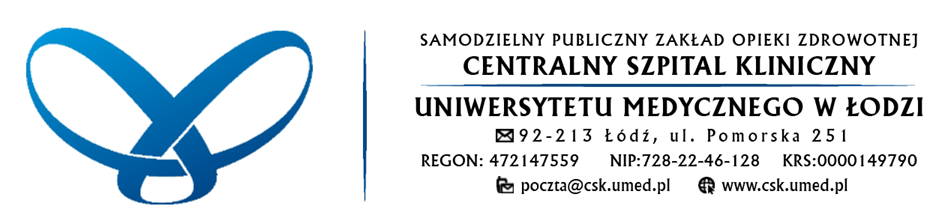 SAMODZIELNY PUBLICZNY ZAKŁAD OPIEKI ZDROWOTNEJ
CENTRALNY SZPITAL KLINICZNY
UNIWERSYTETU MEDYCZNEGO W ŁODZI
92-213 Łódź, ul. Pomorska 251
REGON: 472147559 NIP:728-22-46-128 KRS:0000149790
poczta@csk.umed.pl www.csk.umed.pl